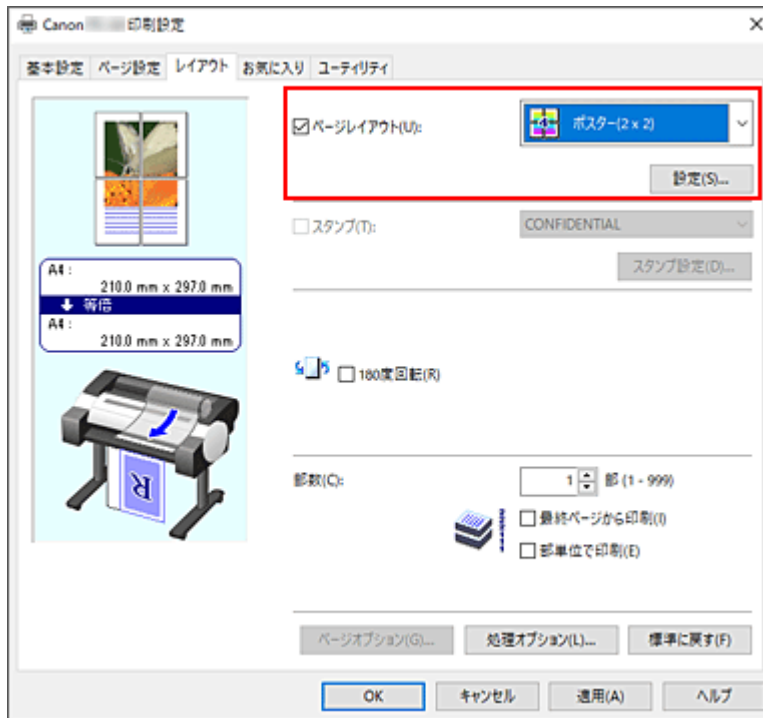 Canon 印刷設定
基本設定 ページ設定 レイアウト お気に入り ユーティリティ
ページレイアウト(U):
ポスター(2 x 2)
設定(S)...
スタンプ(T):
CONFIDENTIAL
スタンプ設定(D)...
A4 :
210.0 mm x 297.0 mm
等倍
A4 :
210.0 mm x 297.0 mm
180度回転(R)
R
部数(C):
1 部 (1 - 999)
最終ページから印刷(I)
部単位で印刷(E)
ページオプション(G)... 処理オプション(L)... 標準に戻す(F)
OK キャンセル 適用(A) ヘルプ